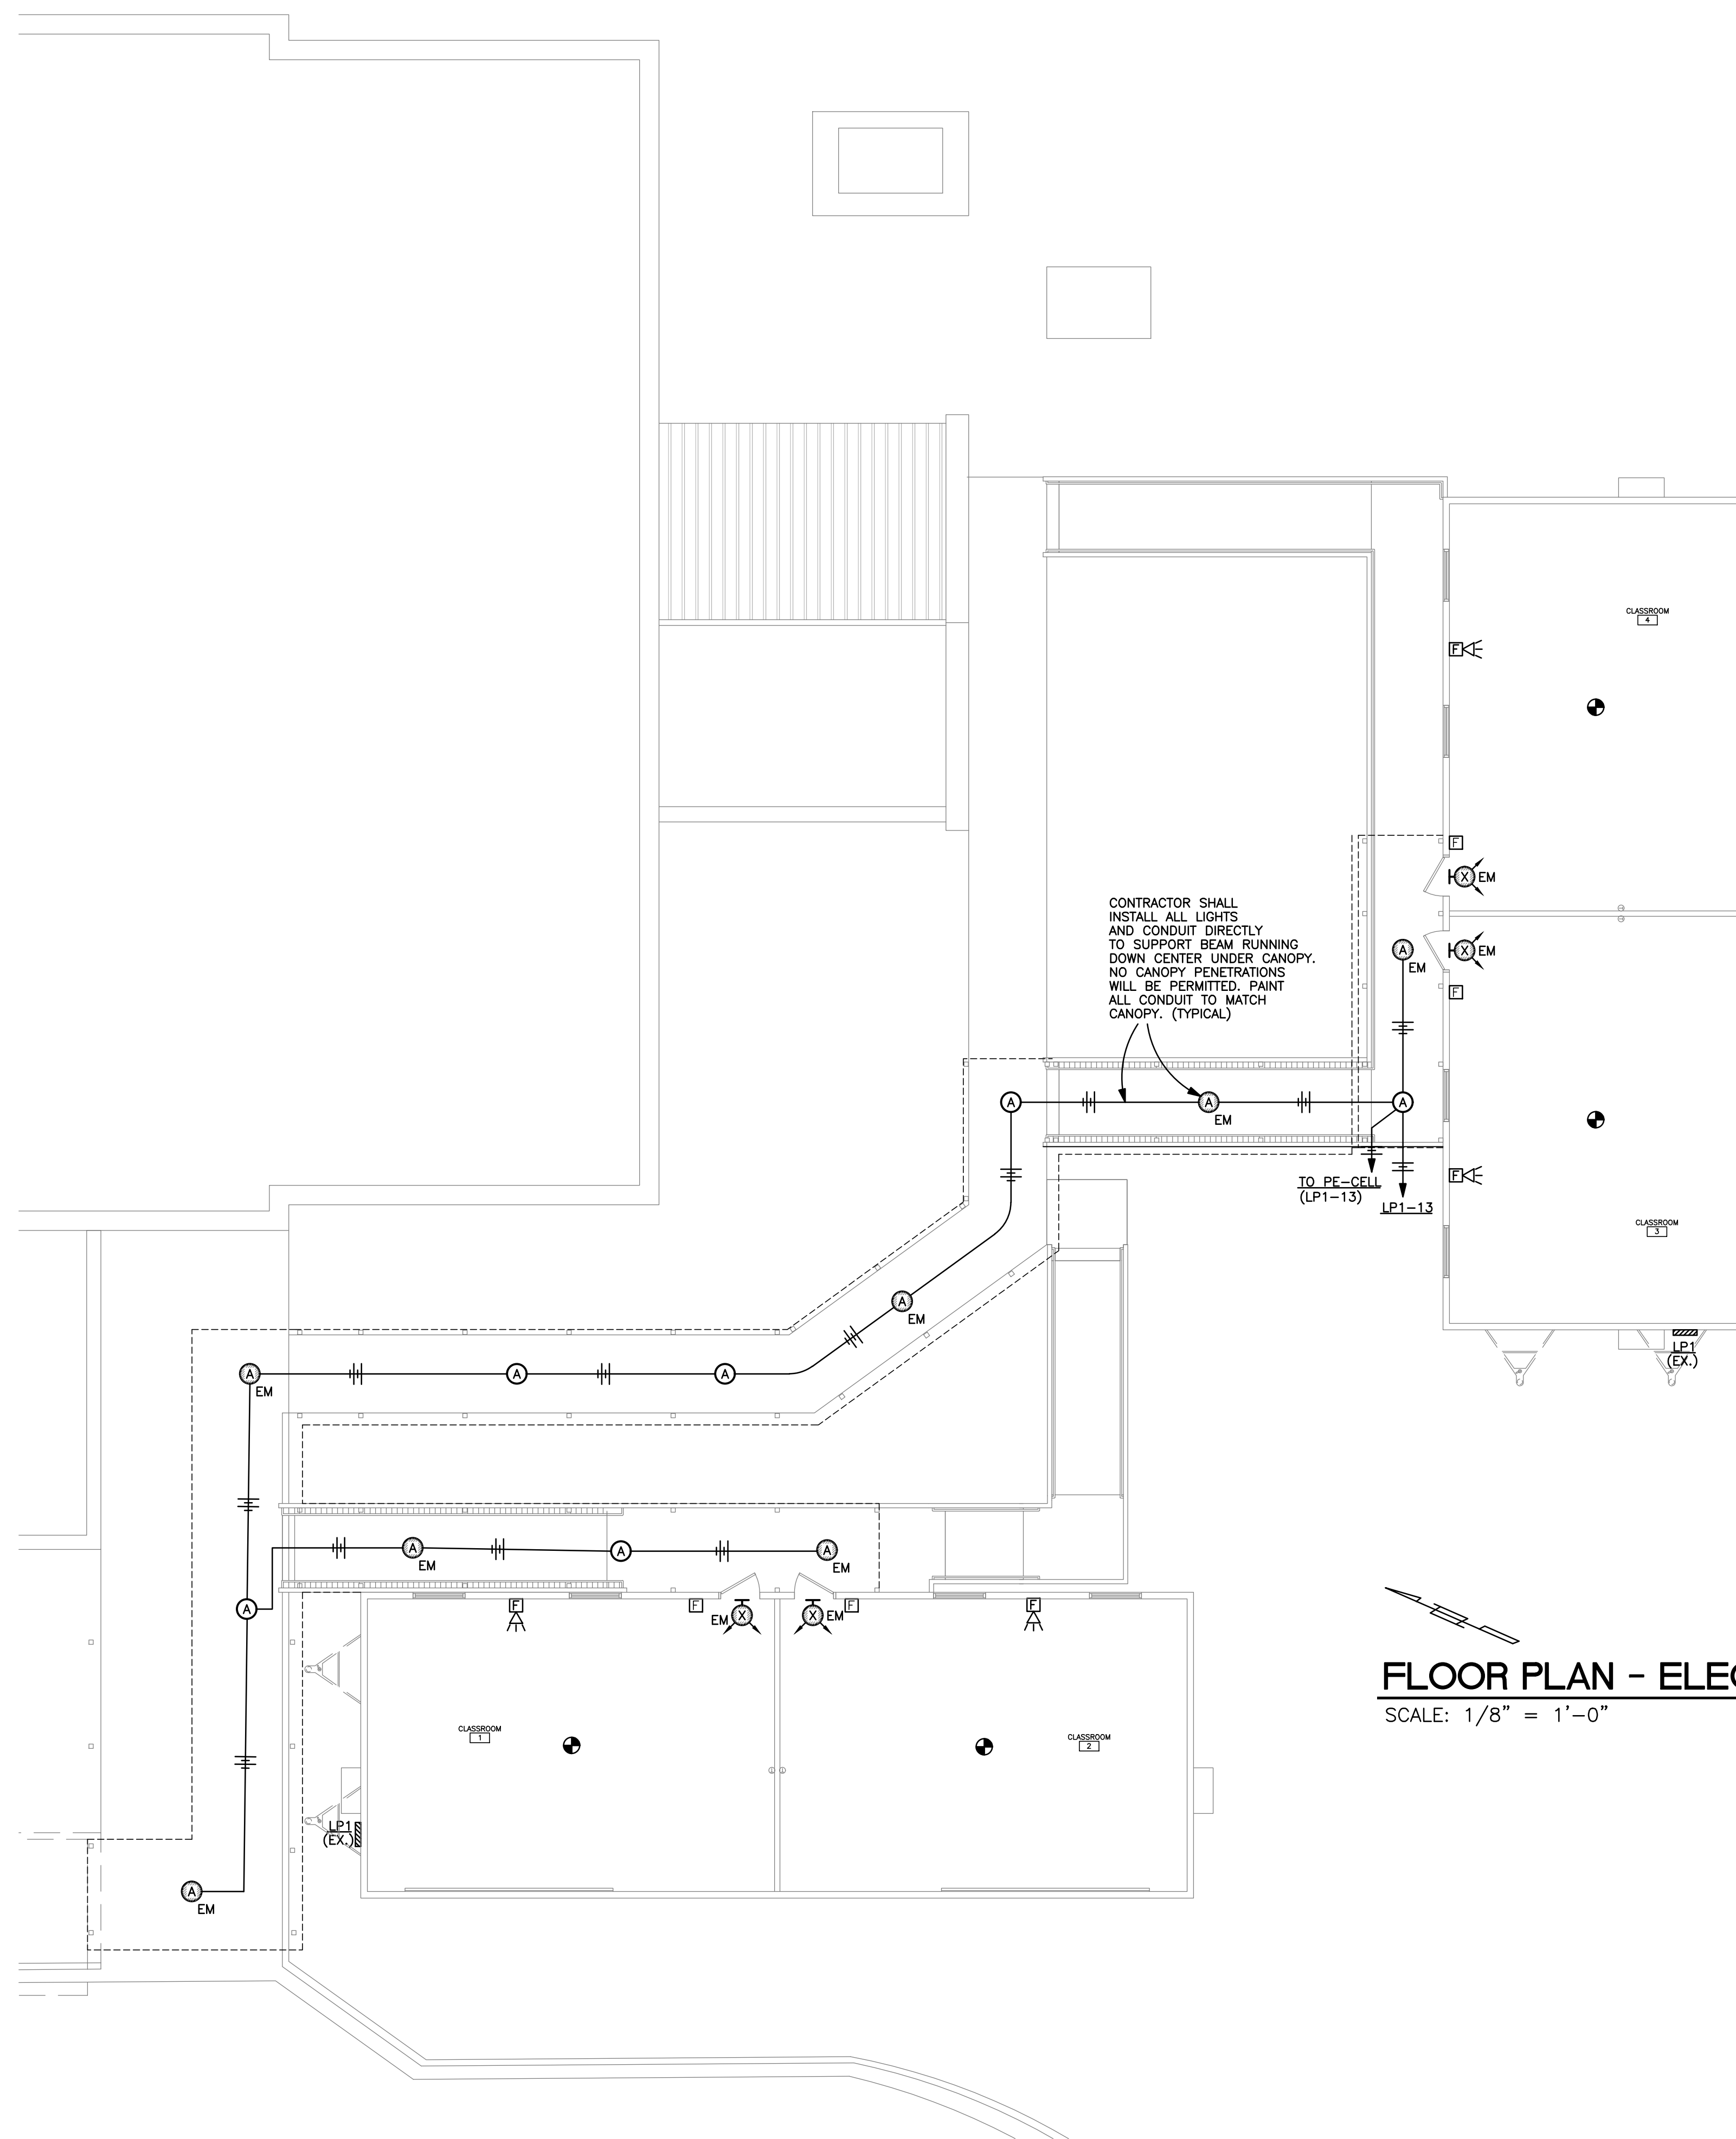 CLASSROOM
4
F
F
X EM
CONTRACTOR SHALL
INSTALL ALL LIGHTS
AND CONDUIT DIRECTLY
TO SUPPORT BEAM RUNNING
DOWN CENTER UNDER CANOPY.
NO CANOPY PENETRATIONS
WILL BE PERMITTED. PAINT
ALL CONDUIT TO MATCH
CANOPY. (TYPICAL)
A
EM
X EM
F
A
A
EM
A
TO PE-CELL
(LP1-13)
LP1-13
F
CLASSROOM
3
A
EM
LP1
(EX.)
A
EM
A
A
A
EM
A
A
EM
A
F
F
EM X
X EM
F
F
CLASSROOM
1
CLASSROOM
2
LP1
(EX.)
A
EM
FLOOR PLAN - ELEC
SCALE: 1/8" = 1'-0"